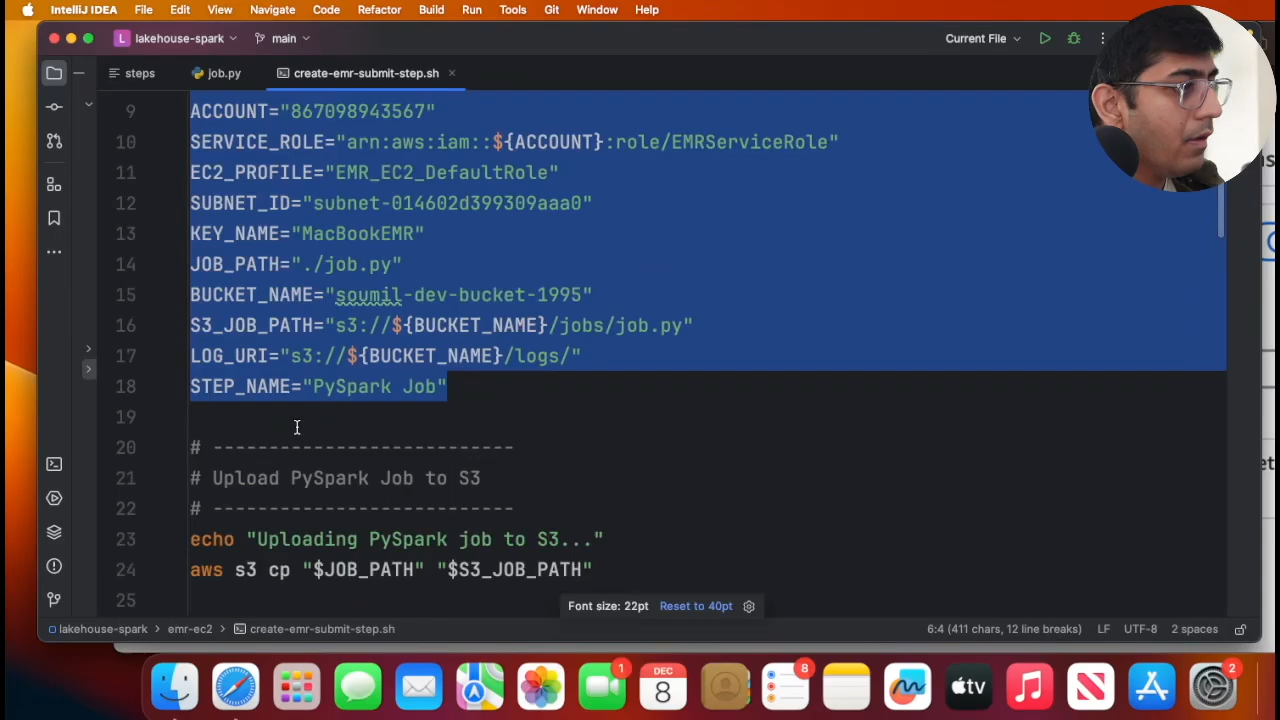 IntelliJ IDEA File Edit View Navigate Code Refactor Build Run Tools Git Window Help
L lakehouse-spark main Current File
steps job.py create-emr-submit-step.sh
9 ACCOUNT="867098943567"
10 SERVICE_ROLE="arn:aws:iam::${ACCOUNT}:role/EMRServiceRole"
11 EC2_PROFILE="EMR_EC2_DefaultRole"
12 SUBNET_ID="subnet-014602d399309aaa0"
13 KEY_NAME="MacBookEMR"
14 JOB_PATH="./job.py"
15 BUCKET_NAME="soumil-dev-bucket-1995"
16 S3_JOB_PATH="s3://${BUCKET_NAME}/jobs/job.py"
17 LOG_URI="s3://${BUCKET_NAME}/logs/"
18 STEP_NAME="PySpark Job"
19
20 # ---------------------------
21 # Upload PySpark Job to S3
22 # ---------------------------
23 echo "Uploading PySpark job to S3..."
24 aws s3 cp "$JOB_PATH" "$S3_JOB_PATH"
25
Font size: 22pt Reset to 40pt
lakehouse-spark emr-ec2 create-emr-submit-step.sh 6:4 (411 chars, 12 line breaks) LF UTF-8 2 spaces
1 DEC 8 8 tv 2